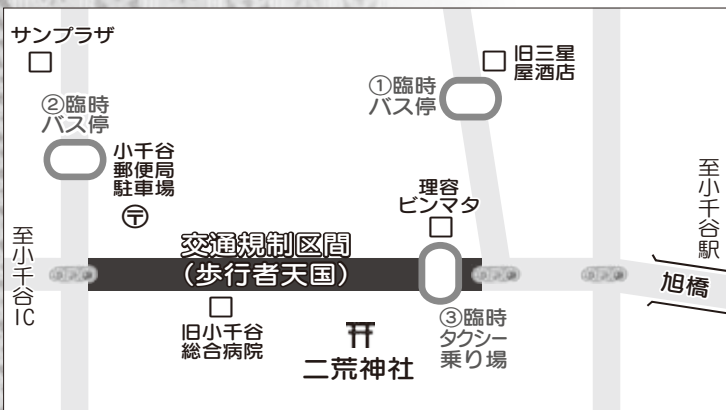 サンプラザ
②臨時
バス停
小千谷
郵便局
駐車場
〒
①臨時
バス停
旧三星
屋酒店
理容
ビンマタ
至小千谷駅
至小千谷IC
交通規制区間
(歩行者天国)
旭橋
旧小千谷
総合病院
二荒神社
③臨時
タクシー
乗り場